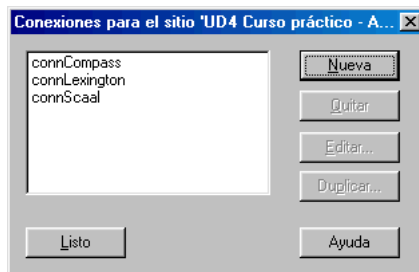 Conexiones para el sitio 'UD4 Curso práctico - A...
connCompass
connLexington
connScaal
Nueva
Quitar
Editar...
Duplicar...
Listo
Ayuda